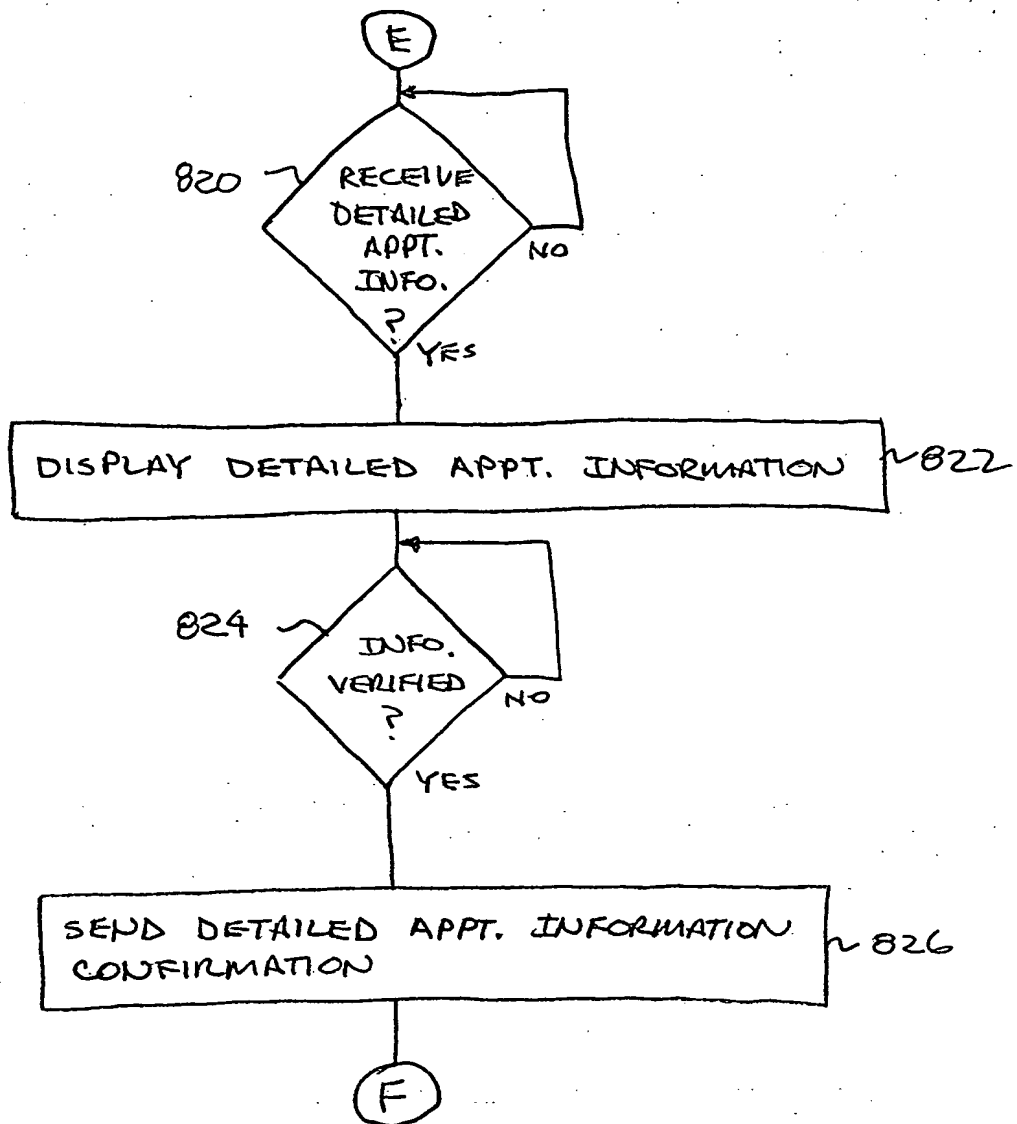 E
820
RECEIVE
DETAILED
APPT.
INFO.
?
NO
YES
DISPLAY DETAILED APPT. INFORMATION
822
824
INFO.
VERIFIED
?
NO
YES
SEND DETAILED APPT. INFORMATION
CONFIRMATION
826
F